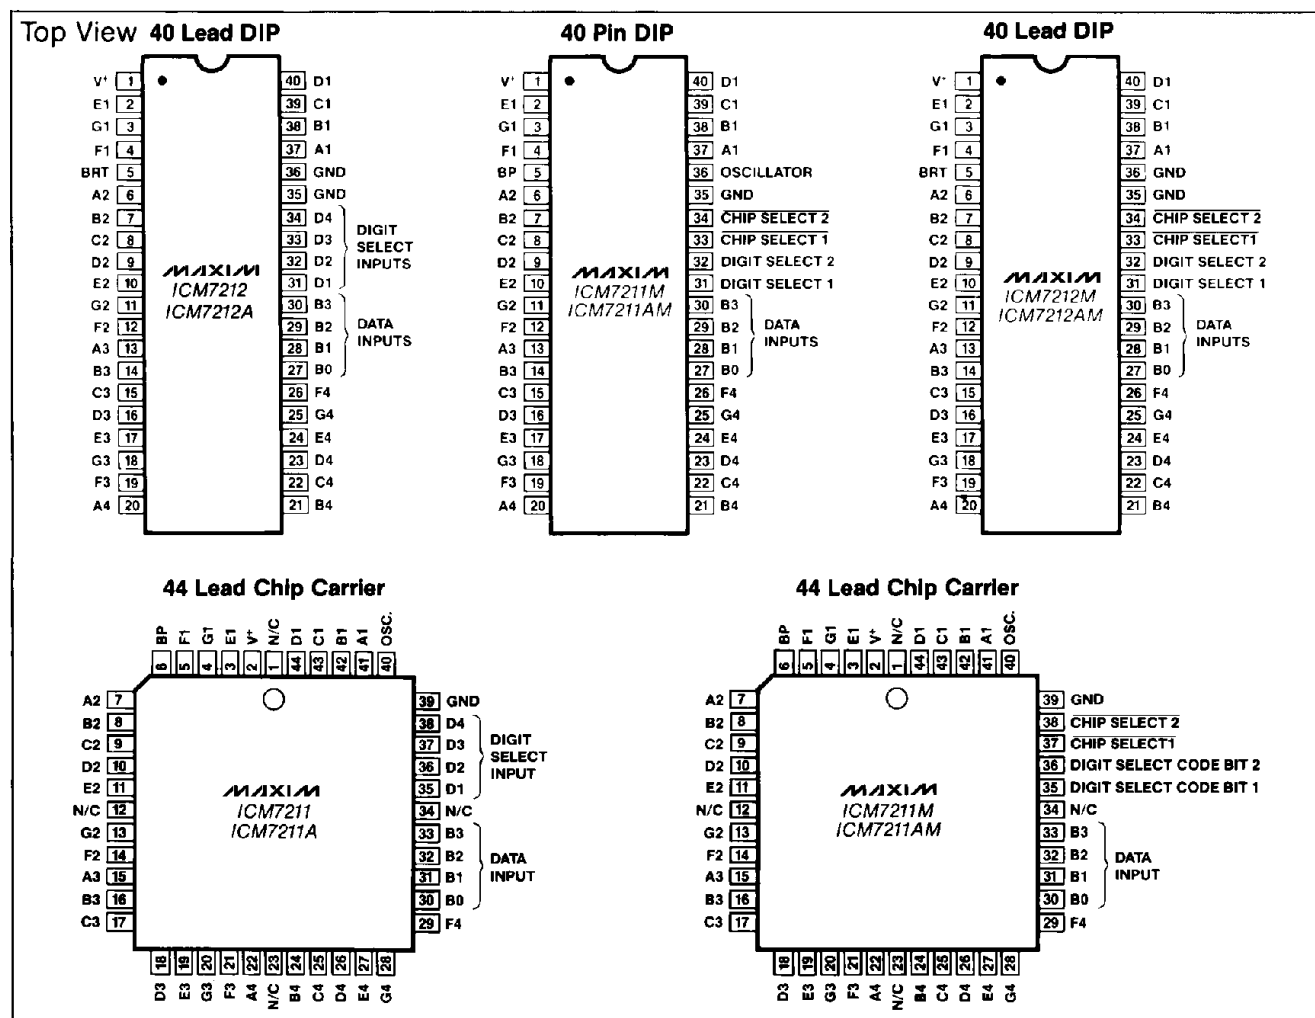 Top View
40 Lead DIP
V+ 1
E1 2
G1 3
F1 4
BRT 5
A2 6
B2 7
C2 8
D2 9
E2 10
G2 11
F2 12
A3 13
B3 14
C3 15
D3 16
E3 17
G3 18
F3 19
A4 20
MAXIM
ICM7212
ICM7212A
40 D1
39 C1
38 B1
37 A1
36 GND
35 GND
34 D4
33 D3
32 D2
31 D1
DIGIT
SELECT
INPUTS
30 B3
29 B2
28 B1
27 B0
DATA
INPUTS
26 F4
25 G4
24 E4
23 D4
22 C4
21 B4
40 Pin DIP
V+ 1
E1 2
G1 3
F1 4
BP 5
A2 6
B2 7
C2 8
D2 9
E2 10
G2 11
F2 12
A3 13
B3 14
C3 15
D3 16
E3 17
G3 18
F3 19
A4 20
MAXIM
ICM7211M
ICM7211AM
40 D1
39 C1
38 B1
37 A1
36 OSCILLATOR
35 GND
34 CHIP SELECT 2
33 CHIP SELECT 1
32 DIGIT SELECT 2
31 DIGIT SELECT 1
30 B3
29 B2
28 B1
27 B0
DATA
INPUTS
26 F4
25 G4
24 E4
23 D4
22 C4
21 B4
40 Lead DIP
V+ 1
E1 2
G1 3
F1 4
BRT 5
A2 6
B2 7
C2 8
D2 9
E2 10
G2 11
F2 12
A3 13
B3 14
C3 15
D3 16
E3 17
G3 18
F3 19
A4 20
MAXIM
ICM7212M
ICM7212AM
40 D1
39 C1
38 B1
37 A1
36 GND
35 GND
34 CHIP SELECT 2
33 CHIP SELECT1
32 DIGIT SELECT 2
31 DIGIT SELECT 1
30 B3
29 B2
28 B1
27 B0
DATA
INPUTS
26 F4
25 G4
24 E4
23 D4
22 C4
21 B4
44 Lead Chip Carrier
BP F1 G1 E1 V+ N/C D1 C1 B1 A1 OSC.
6 5 4 3 2 1 44 43 42 41 40
A2 7
B2 8
C2 9
D2 10
E2 11
N/C 12
G2 13
F2 14
A3 15
B3 16
C3 17
MAXIM
ICM7211
ICM7211A
39 GND
38 D4
37 D3
36 D2
35 D1
DIGIT
SELECT
INPUT
34 N/C
33 B3
32 B2
31 B1
30 B0
DATA
INPUT
29 F4
18 19 20 21 22 23 24 25 26 27 28
D3 E3 G3 F3 A4 N/C B4 C4 D4 E4 G4
44 Lead Chip Carrier
BP F1 G1 E1 V+ N/C D1 C1 B1 A1 OSC.
6 5 4 3 2 1 44 43 42 41 40
A2 7
B2 8
C2 9
D2 10
E2 11
N/C 12
G2 13
F2 14
A3 15
B3 16
C3 17
MAXIM
ICM7211M
ICM7211AM
39 GND
38 CHIP SELECT 2
37 CHIP SELECT1
36 DIGIT SELECT CODE BIT 2
35 DIGIT SELECT CODE BIT 1
34 N/C
33 B3
32 B2
31 B1
30 B0
DATA
INPUT
29 F4
18 19 20 21 22 23 24 25 26 27 28
D3 E3 G3 F3 A4 N/C B4 C4 D4 E4 G4